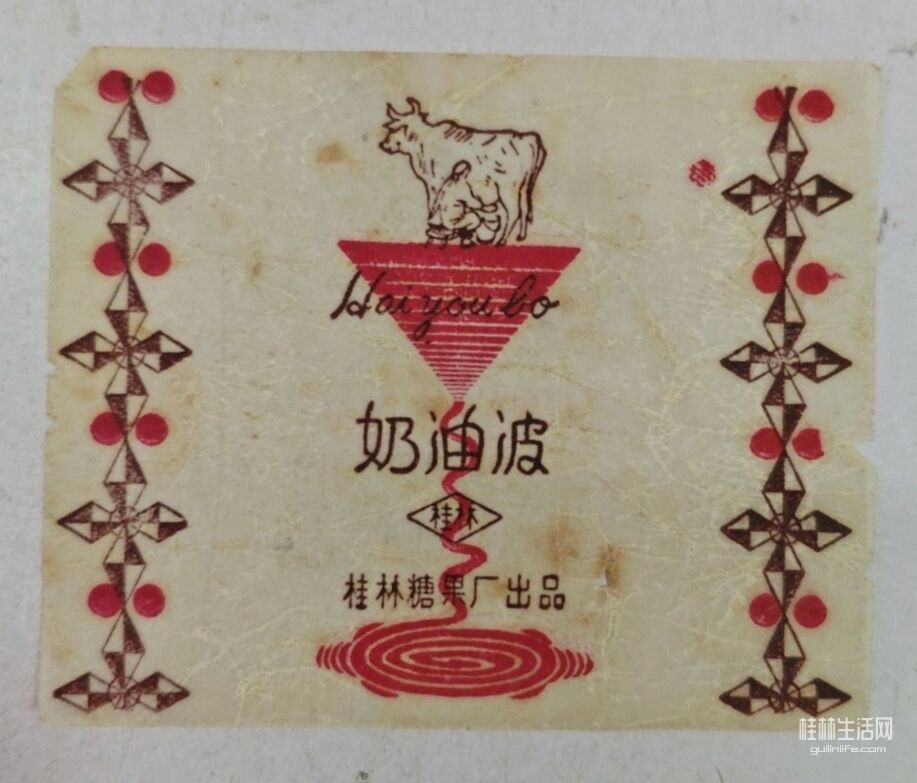 Hai you bo
奶油波
桂林
桂林糖果厂出品
桂林生活网
guilinlife.com